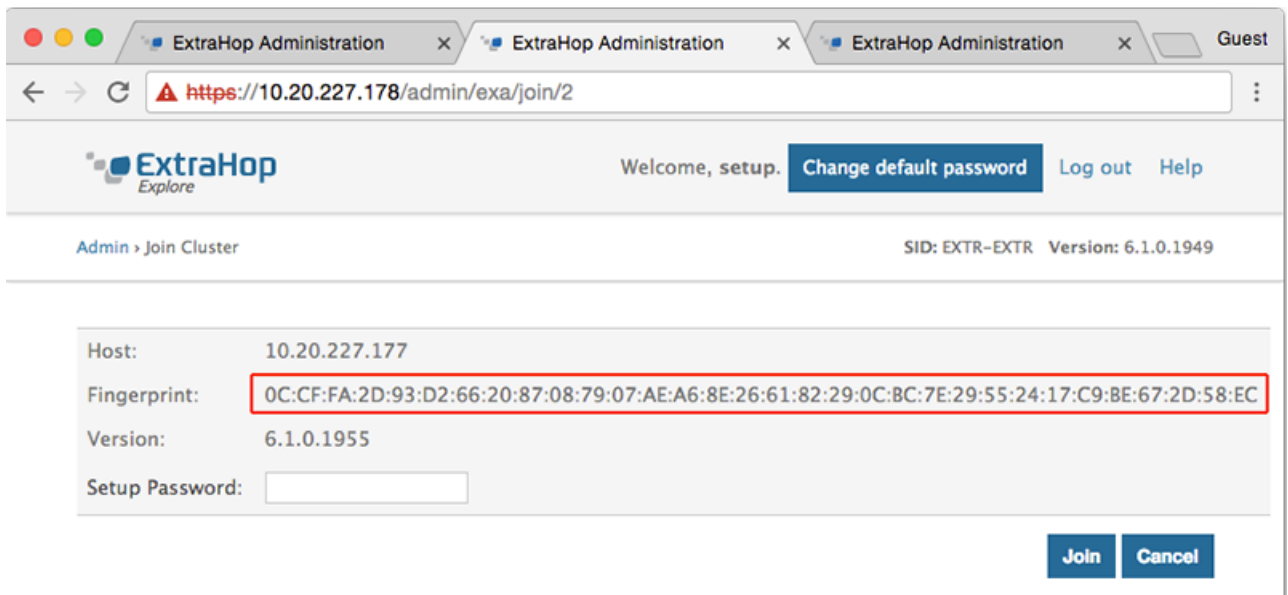 ExtraHop Administration × ExtraHop Administration × ExtraHop Administration × Guest
https://10.20.227.178/admin/exa/join/2
ExtraHop
Explore
Welcome, setup. Change default password Log out Help
Admin › Join Cluster SID: EXTR-EXTR Version: 6.1.0.1949
Host: 10.20.227.177
Fingerprint: 0C:CF:FA:2D:93:D2:66:20:87:08:79:07:AE:A6:8E:26:61:82:29:0C:BC:7E:29:55:24:17:C9:BE:67:2D:58:EC
Version: 6.1.0.1955
Setup Password:
Join Cancel